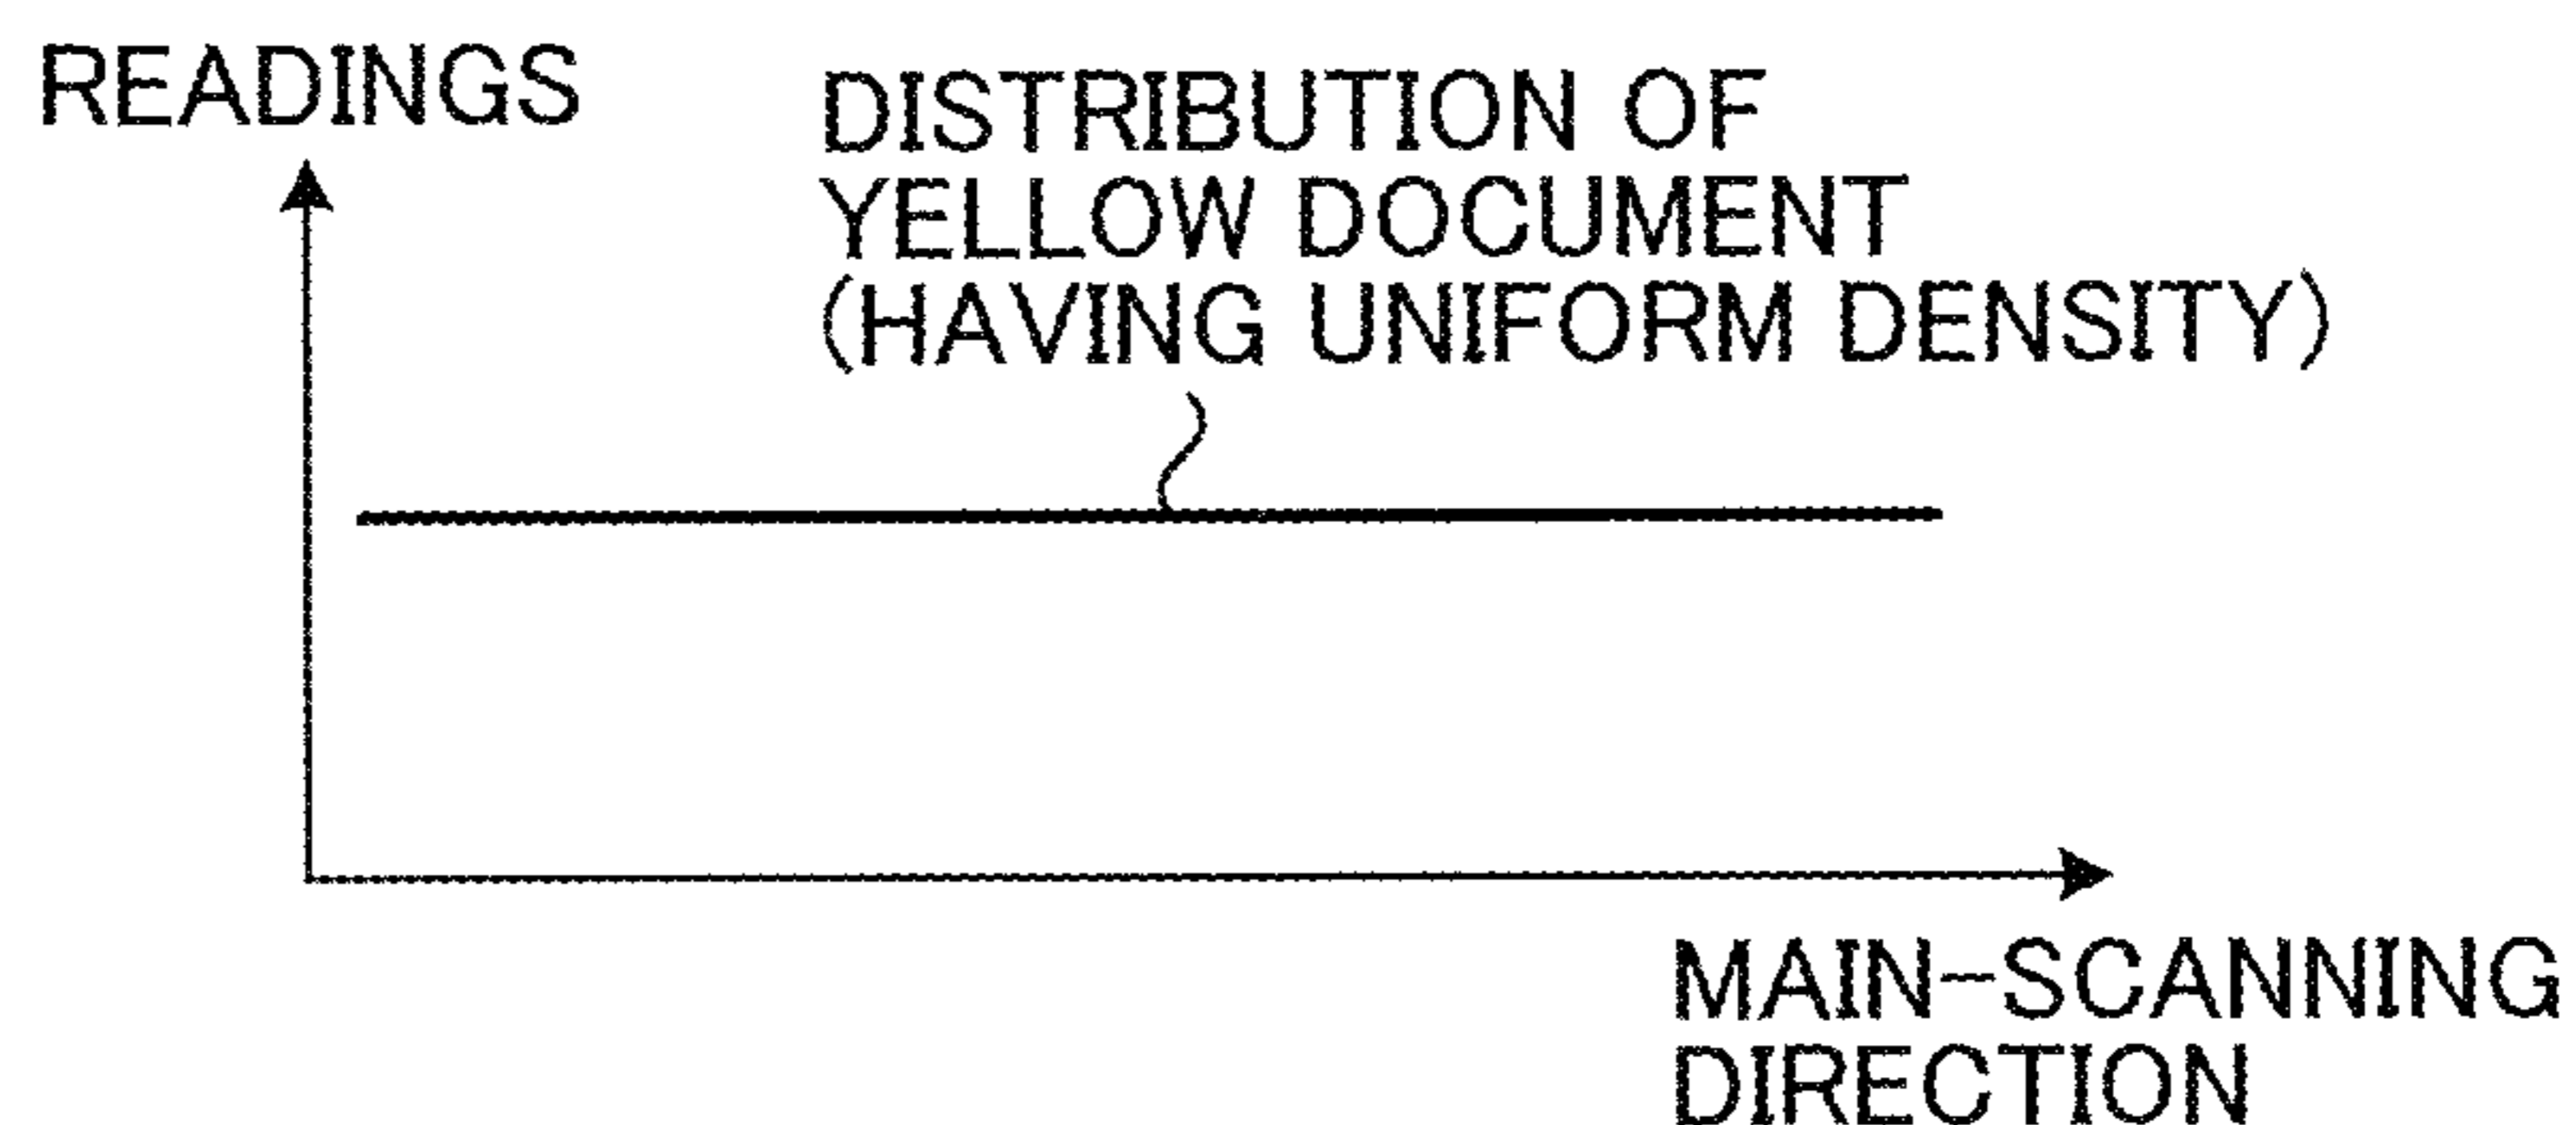 READINGS
DISTRIBUTION OF
YELLOW DOCUMENT
(HAVING UNIFORM DENSITY)
MAIN-SCANNING
DIRECTION